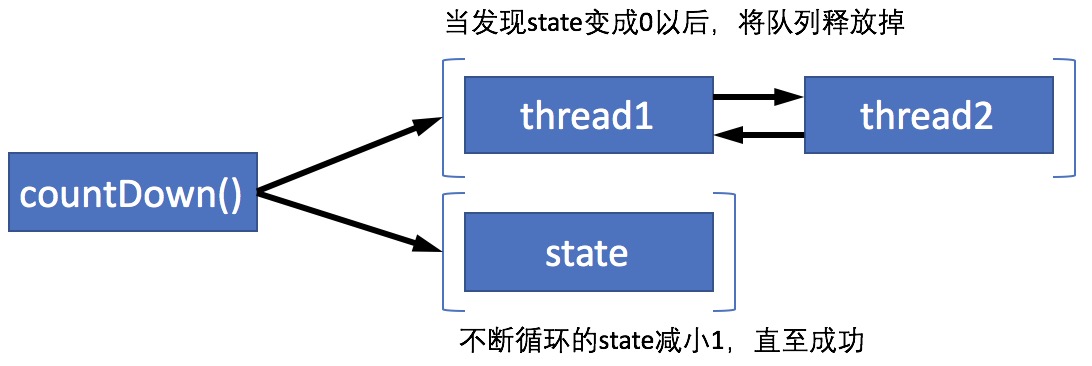 当发现state变成0以后，将队列释放掉
thread1
thread2
countDown()
state
不断循环的state减小1，直至成功